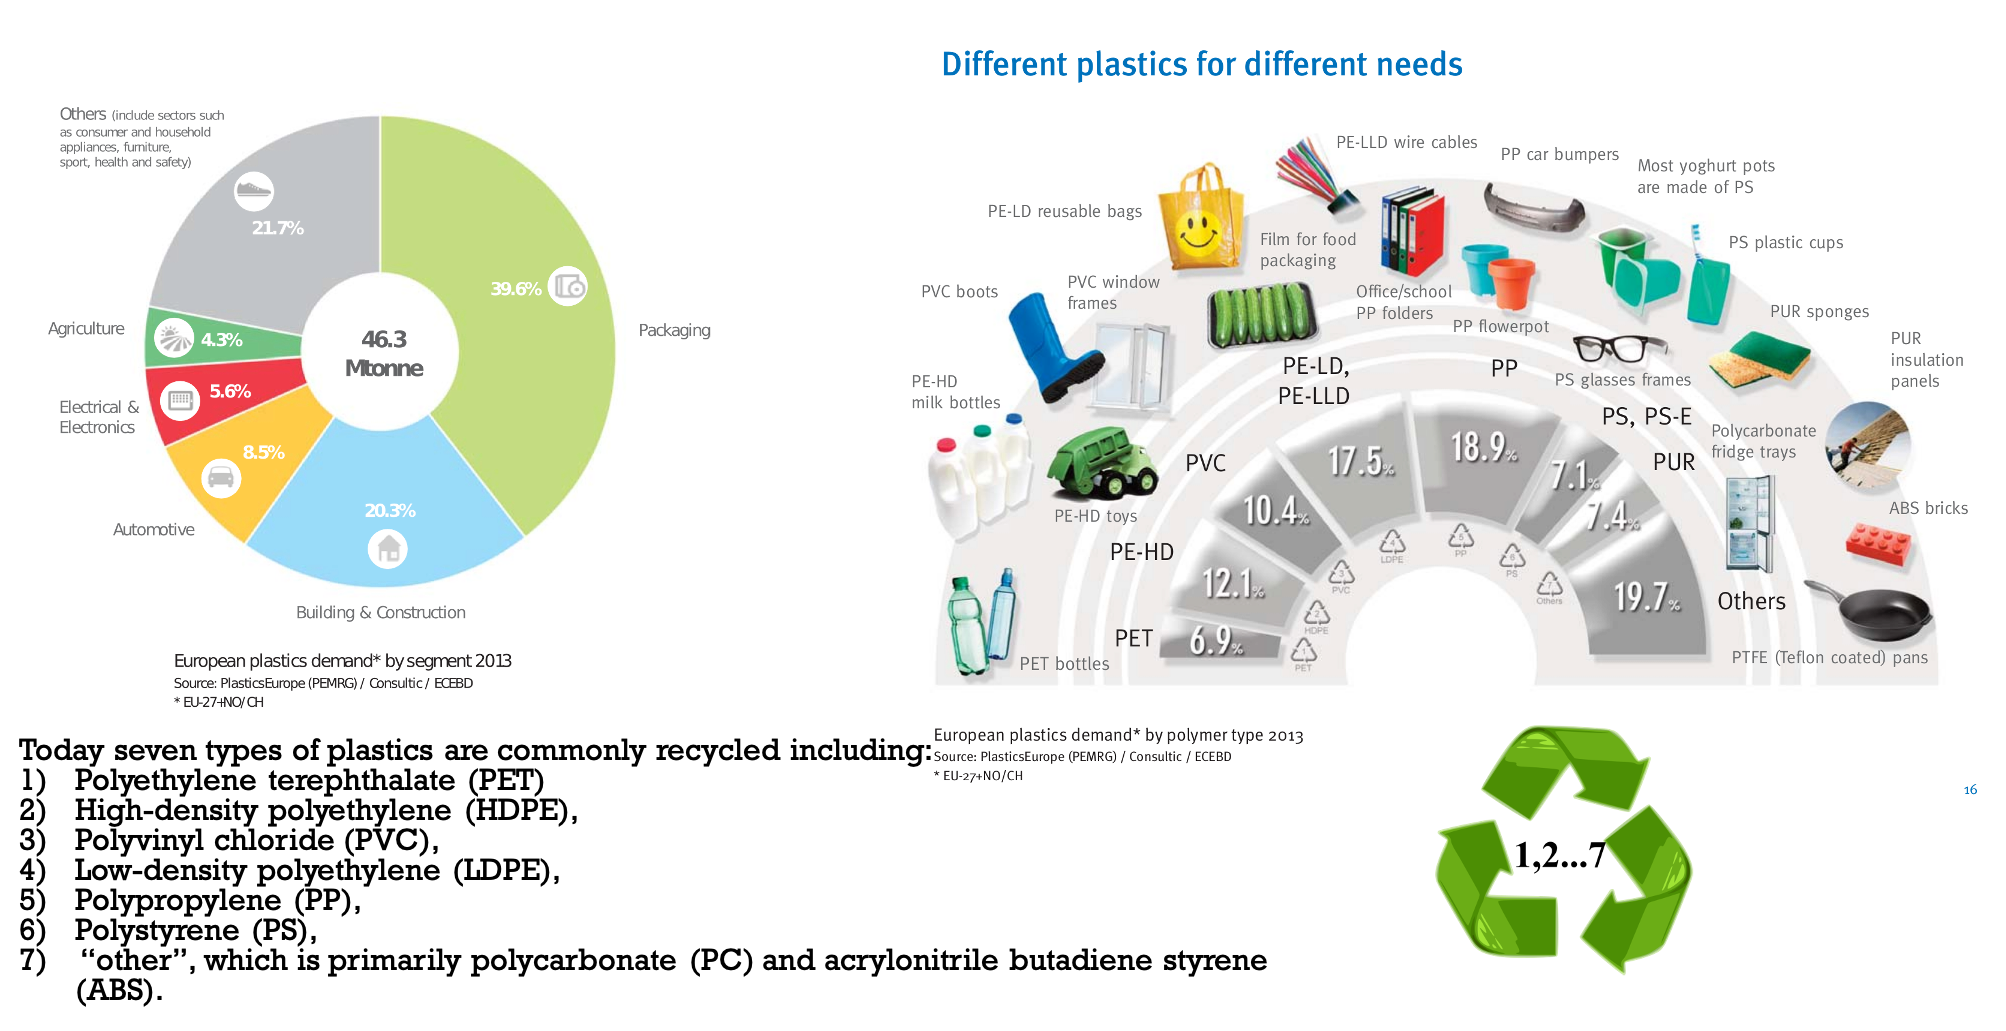 Different plastics for different needs
Others (include sectors such
as consumer and household
appliances, furniture,
sport, health and safety)
21.7%
39.6%
Packaging
Agriculture
4.3%
46.3
Mtonne
5.6%
Electrical &
Electronics
8.5%
Automotive
20.3%
Building & Construction
European plastics demand* by segment 2013
Source: PlasticsEurope (PEMRG) / Consultic / ECEBD
* EU-27+NO/CH
PE-LLD wire cables
PP car bumpers
Most yoghurt pots
are made of PS
PE-LD reusable bags
Film for food
packaging
PS plastic cups
PVC boots
PVC window
frames
Office/school
PP folders
PP flowerpot
PUR sponges
PUR
insulation
panels
PE-HD
milk bottles
PE-LD,
PE-LLD
PP
PS glasses frames
PS, PS-E
Polycarbonate
fridge trays
PVC
PUR
17.5%
18.9%
7.1%
7.4%
10.4%
PE-HD toys
ABS bricks
PE-HD
12.1%
19.7%
Others
PET
6.9%
PET bottles
PTFE (Teflon coated) pans
1
PET
2
HDPE
3
PVC
4
LDPE
5
PP
6
PS
7
Others
European plastics demand* by polymer type 2013
Source: PlasticsEurope (PEMRG) / Consultic / ECEBD
* EU-27+NO/CH
16
Today seven types of plastics are commonly recycled including:
1) Polyethylene terephthalate (PET)
2) High-density polyethylene (HDPE),
3) Polyvinyl chloride (PVC),
4) Low-density polyethylene (LDPE),
5) Polypropylene (PP),
6) Polystyrene (PS),
7) “other”, which is primarily polycarbonate (PC) and acrylonitrile butadiene styrene
(ABS).
1,2...7